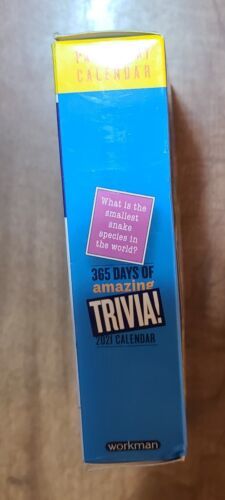 CALENDAR
What is the
smallest
snake
species in
the world?
365 DAYS OF
amazing
TRIVIA!
2021 CALENDAR
workman